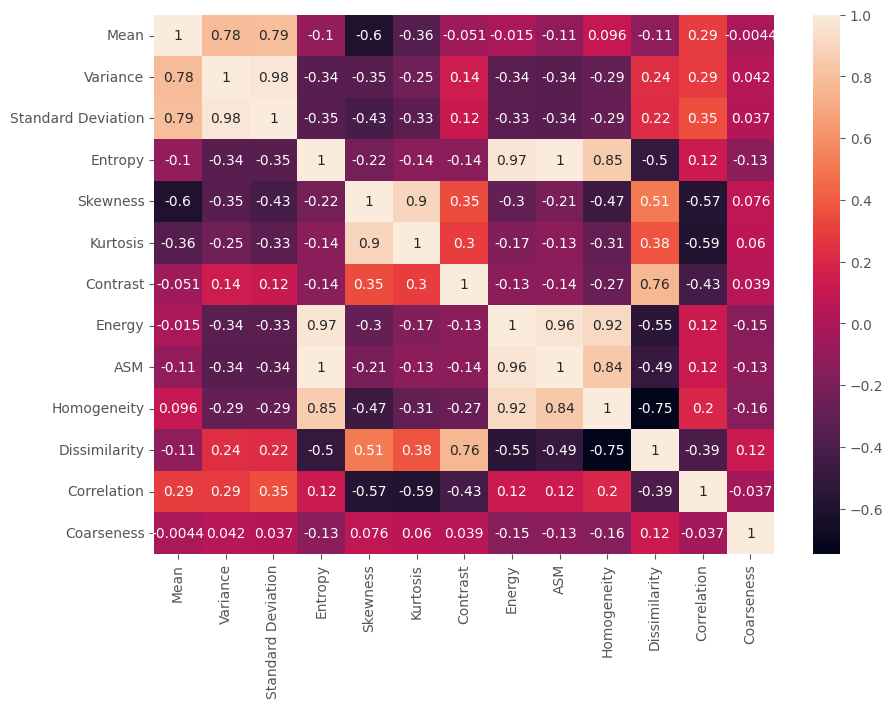 Mean 1 0.78 0.79 -0.1 -0.6 -0.36 -0.051 -0.015 -0.11 0.096 -0.11 0.29 -0.0044
Variance 0.78 1 0.98 -0.34 -0.35 -0.25 0.14 -0.34 -0.34 -0.29 0.24 0.29 0.042
Standard Deviation 0.79 0.98 1 -0.35 -0.43 -0.33 0.12 -0.33 -0.34 -0.29 0.22 0.35 0.037
Entropy -0.1 -0.34 -0.35 1 -0.22 -0.14 -0.14 0.97 1 0.85 -0.5 0.12 -0.13
Skewness -0.6 -0.35 -0.43 -0.22 1 0.9 0.35 -0.3 -0.21 -0.47 0.51 -0.57 0.076
Kurtosis -0.36 -0.25 -0.33 -0.14 0.9 1 0.3 -0.17 -0.13 -0.31 0.38 -0.59 0.06
Contrast -0.051 0.14 0.12 -0.14 0.35 0.3 1 -0.13 -0.14 -0.27 0.76 -0.43 0.039
Energy -0.015 -0.34 -0.33 0.97 -0.3 -0.17 -0.13 1 0.96 0.92 -0.55 0.12 -0.15
ASM -0.11 -0.34 -0.34 1 -0.21 -0.13 -0.14 0.96 1 0.84 -0.49 0.12 -0.13
Homogeneity 0.096 -0.29 -0.29 0.85 -0.47 -0.31 -0.27 0.92 0.84 1 -0.75 0.2 -0.16
Dissimilarity -0.11 0.24 0.22 -0.5 0.51 0.38 0.76 -0.55 -0.49 -0.75 1 -0.39 0.12
Correlation 0.29 0.29 0.35 0.12 -0.57 -0.59 -0.43 0.12 0.12 0.2 -0.39 1 -0.037
Coarseness -0.0044 0.042 0.037 -0.13 0.076 0.06 0.039 -0.15 -0.13 -0.16 0.12 -0.037 1
Mean
Variance
Standard Deviation
Entropy
Skewness
Kurtosis
Contrast
Energy
ASM
Homogeneity
Dissimilarity
Correlation
Coarseness
1.0
0.8
0.6
0.4
0.2
0.0
−0.2
−0.4
−0.6